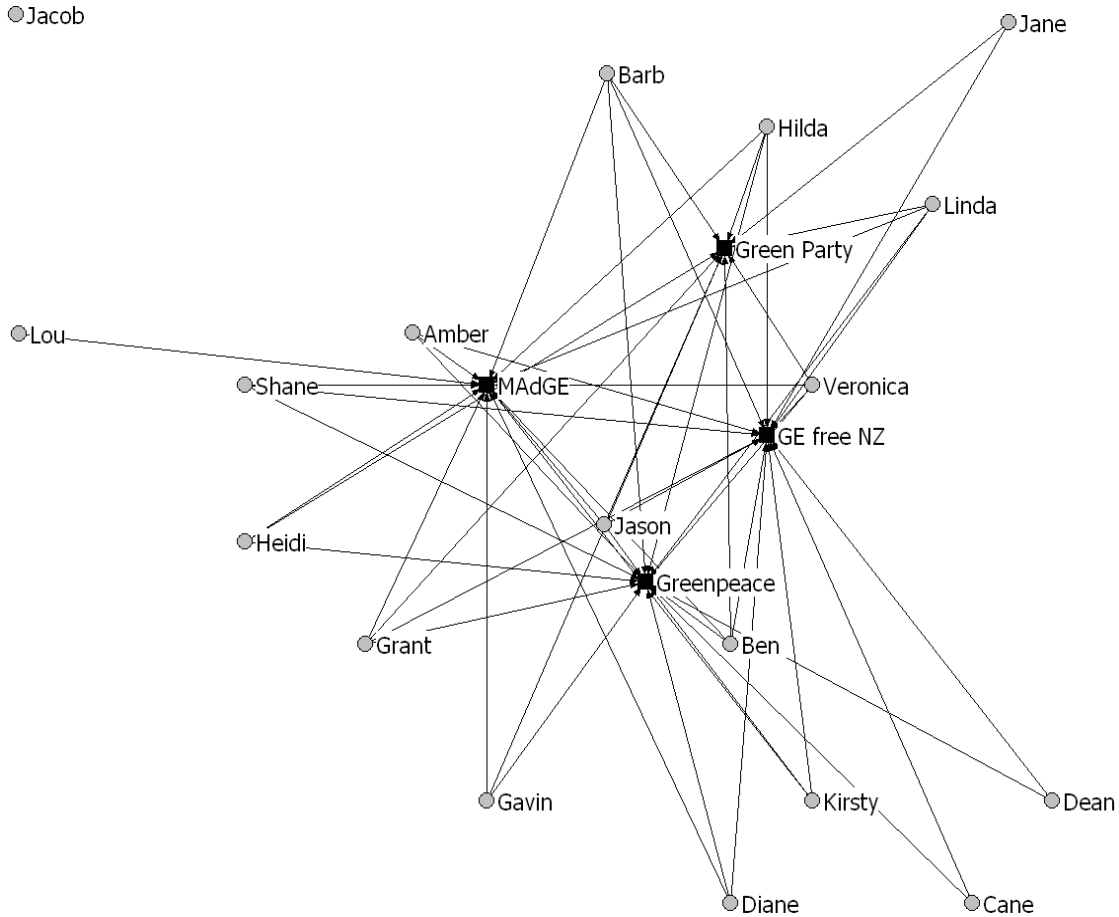 Jacob
Jane
Barb
Hilda
Linda
Green Party
Lou
Amber
Shane
MAdGE
Veronica
GE free NZ
Jason
Heidi
Greenpeace
Grant
Ben
Gavin
Kirsty
Dean
Diane
Cane